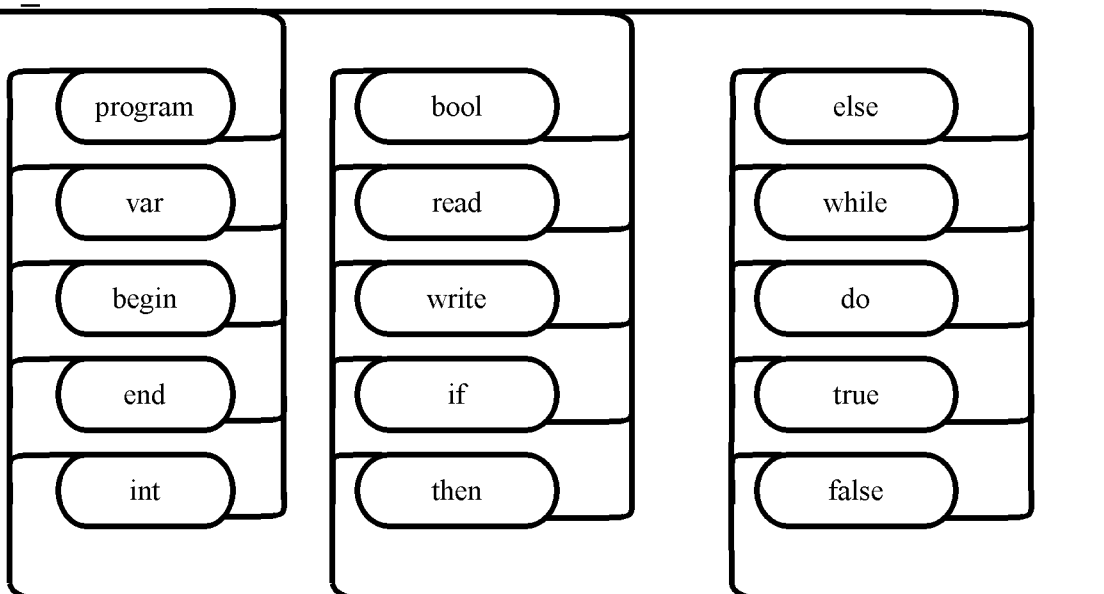 program bool else
var read while
begin write do
end if true
int then false